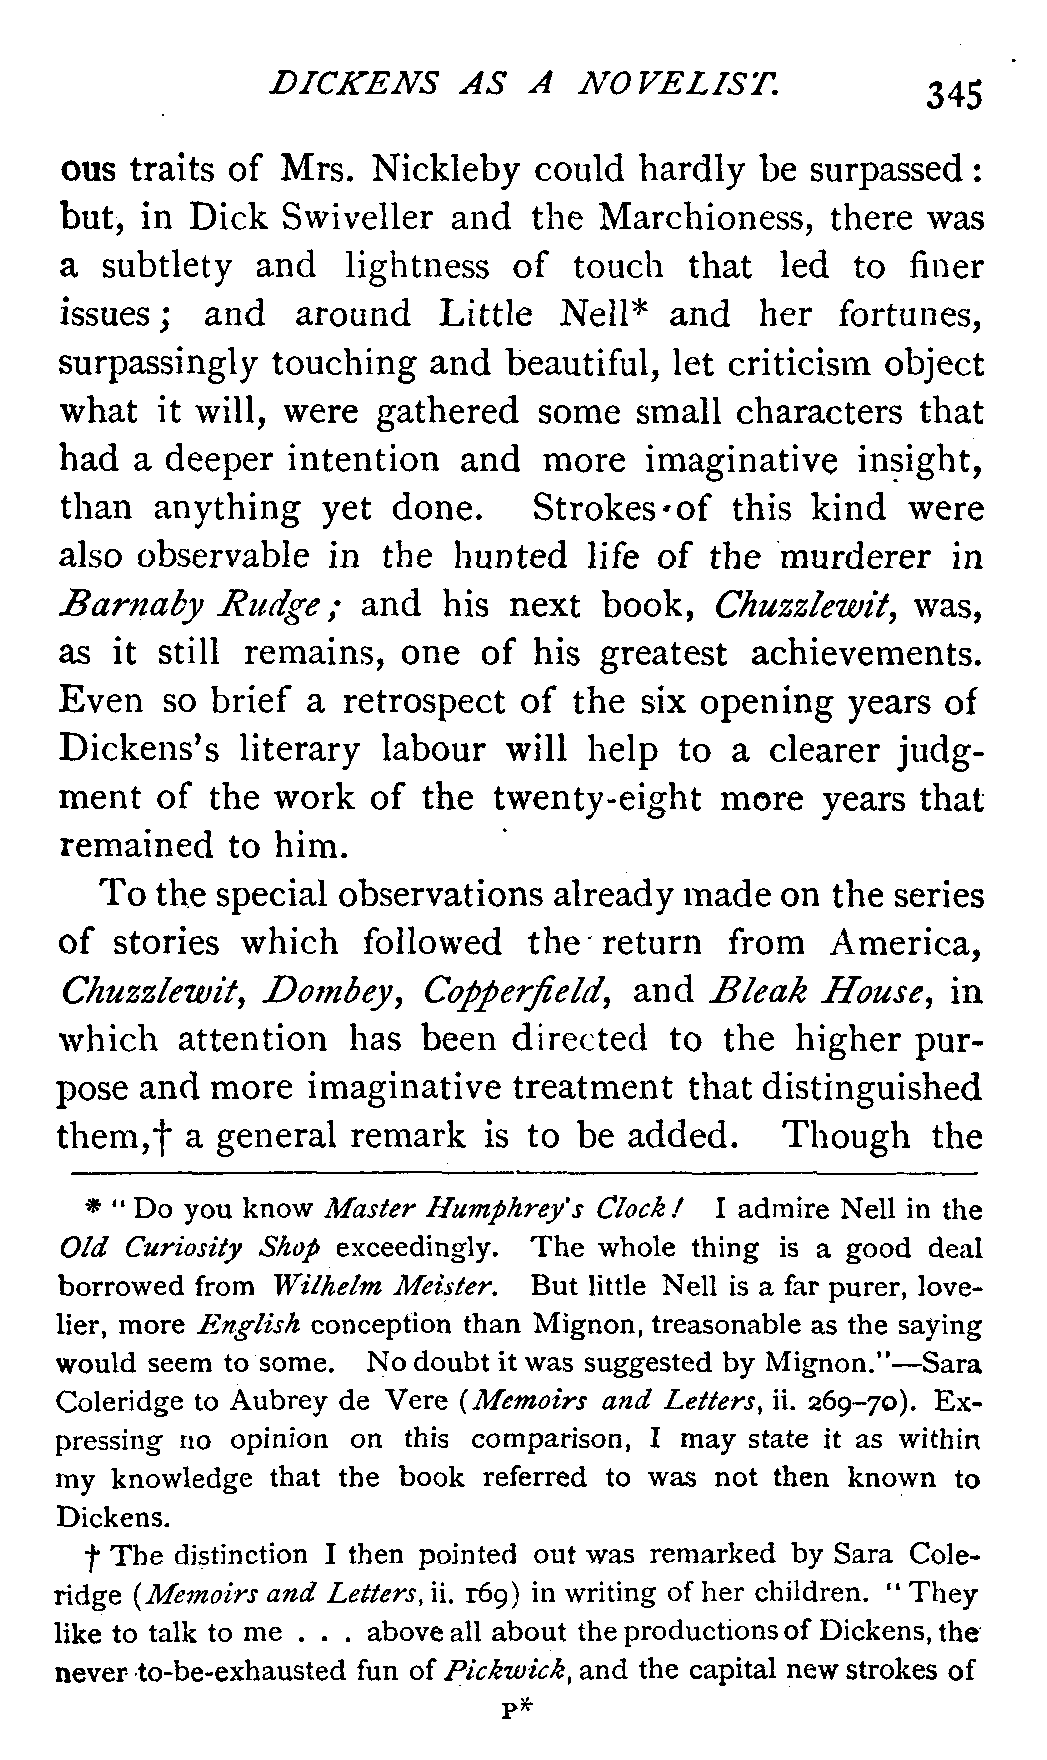 DICKENS AS A NOVELIST. 345
ous traits of Mrs. Nickleby could hardly be surpassed :
but, in Dick Swiveller and the Marchioness, there was
a subtlety and lightness of touch that led to finer
issues ; and around Little Nell* and her fortunes,
surpassingly touching and beautiful, let criticism object
what it will, were gathered some small characters that
had a deeper intention and more imaginative insight,
than anything yet done. Strokes of this kind were
also observable in the hunted life of the murderer in
Barnaby Rudge ; and his next book, Chuzzlewit, was,
as it still remains, one of his greatest achievements.
Even so brief a retrospect of the six opening years of
Dickens's literary labour will help to a clearer judg-
ment of the work of the twenty-eight more years that
remained to him.
To the special observations already made on the series
of stories which followed the return from America,
Chuzzlewit, Dombey, Copperfield, and Bleak House, in
which attention has been directed to the higher pur-
pose and more imaginative treatment that distinguished
them,† a general remark is to be added. Though the
* "Do you know Master Humphrey's Clock! I admire Nell in the
Old Curiosity Shop exceedingly. The whole thing is a good deal
borrowed from Wilhelm Meister. But little Nell is a far purer, love-
lier, more English conception than Mignon, treasonable as the saying
would seem to some. No doubt it was suggested by Mignon."—Sara
Coleridge to Aubrey de Vere (Memoirs and Letters, ii. 269-70). Ex-
pressing no opinion on this comparison, I may state it as within
my knowledge that the book referred to was not then known to
Dickens.
† The distinction I then pointed out was remarked by Sara Cole-
ridge (Memoirs and Letters, ii. 169) in writing of her children. "They
like to talk to me . . . above all about the productions of Dickens, the
never-to-be-exhausted fun of Pickwick, and the capital new strokes of
P*